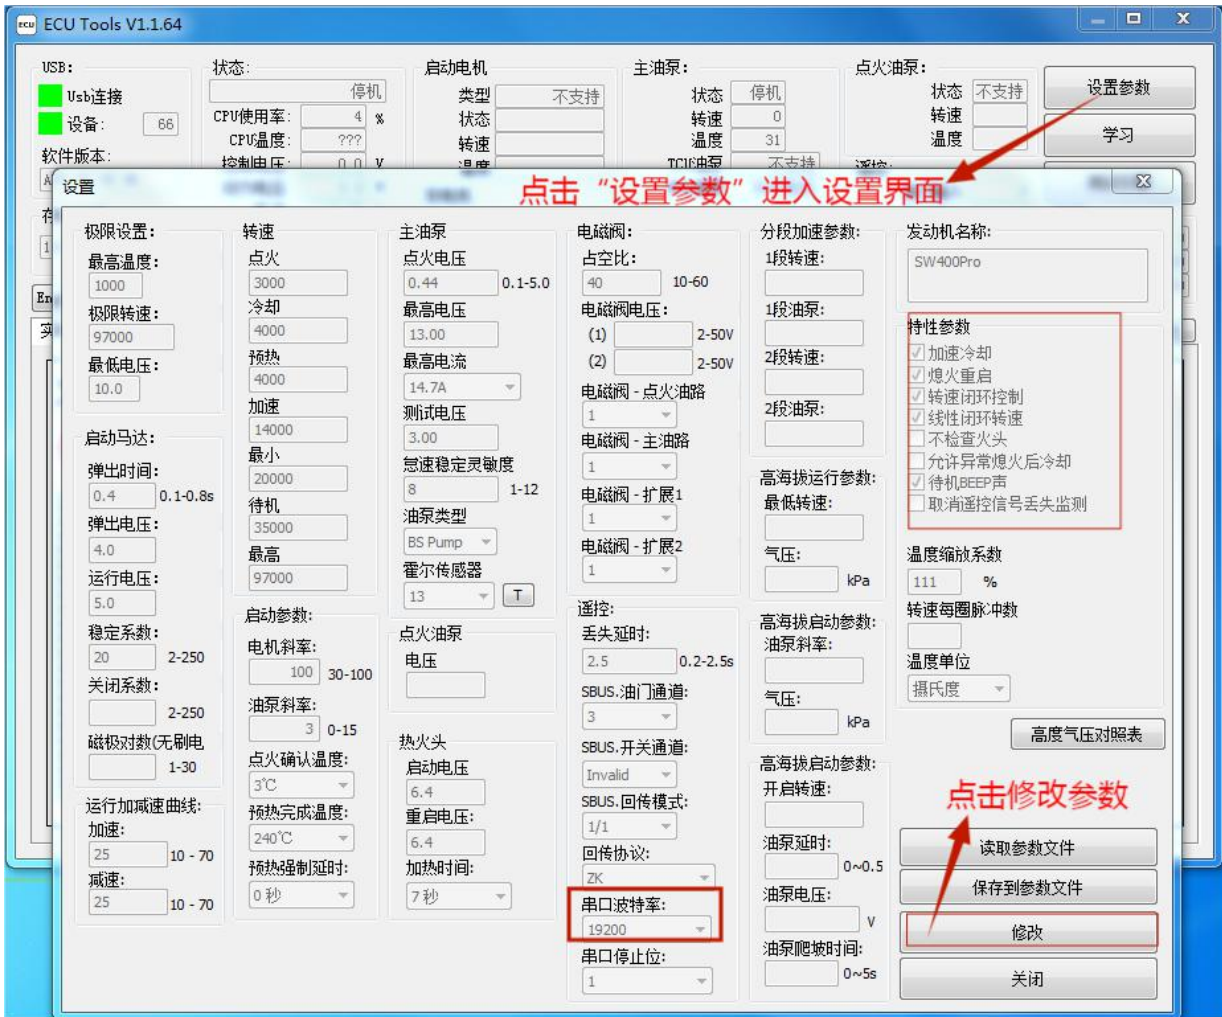 ECU Tools V1.1.64
USB:
Usb连接
设备: 66
软件版本:
状态:
停机
CPU使用率: 4 %
CPU温度: ???
控制电压: 0.0 V
启动电机
类型 不支持
状态
转速
温度
主油泵:
状态 停机
转速 0
温度 31
TCU油泵 不支持
点火油泵:
状态 不支持
转速
温度
遥控:
设置参数
学习
设置
点击“设置参数”进入设置界面
极限设置:
最高温度:
1000
极限转速:
97000
最低电压:
10.0
启动马达:
弹出时间:
0.4 0.1-0.8s
弹出电压:
4.0
运行电压:
5.0
稳定系数:
20 2-250
关闭系数:
2-250
磁极对数(无刷电
1-30
运行加减速曲线:
加速:
25 10 - 70
减速:
25 10 - 70
转速
点火
3000
冷却
4000
预热
4000
加速
14000
最小
20000
待机
35000
最高
97000
启动参数:
电机斜率:
100 30-100
油泵斜率:
3 0-15
点火确认温度:
3℃
预热完成温度:
240℃
预热强制延时:
0 秒
主油泵
点火电压
0.44 0.1-5.0
最高电压
13.00
最高电流
14.7A
测试电压
3.00
怠速稳定灵敏度
8 1-12
油泵类型
BS Pump
霍尔传感器
13 T
点火油泵
电压
热火头
启动电压
6.4
重启电压:
6.4
加热时间:
7 秒
电磁阀:
占空比:
40 10-60
电磁阀电压:
(1) 2-50V
(2) 2-50V
电磁阀 - 点火油路
1
电磁阀 - 主油路
1
电磁阀 - 扩展1
1
电磁阀 - 扩展2
1
遥控:
丢失延时:
2.5 0.2-2.5s
SBUS.油门通道:
3
SBUS.开关通道:
Invalid
SBUS.回传模式:
1/1
回传协议:
ZK
串口波特率:
19200
串口停止位:
1
分段加速参数:
1段转速:
1段油泵:
2段转速:
2段油泵:
高海拔运行参数:
最低转速:
气压:
kPa
高海拔启动参数:
油泵斜率:
气压:
kPa
高海拔启动参数:
开启转速:
油泵延时:
0~0.5
油泵电压:
V
油泵爬坡时间:
0~5s
发动机名称:
SW400Pro
特性参数
加速冷却
熄火重启
转速闭环控制
线性闭环转速
不检查火头
允许异常熄火后冷却
待机BEEP声
取消遥控信号丢失监测
温度缩放系数
111 %
转速每圈脉冲数
温度单位
摄氏度
高度气压对照表
点击修改参数
读取参数文件
保存到参数文件
修改
关闭